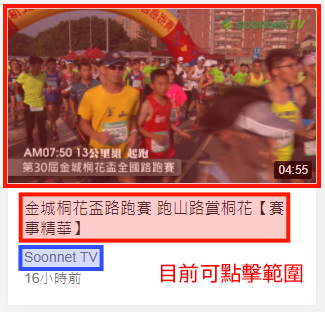 soonnetTV
AM07:50 13公里組 起跑
第30屆金城桐花盃全國路跑賽
04:55
金城桐花盃路跑賽 跑山路賞桐花【賽
事精華】
Soonnet TV
16小時前
目前可點擊範圍